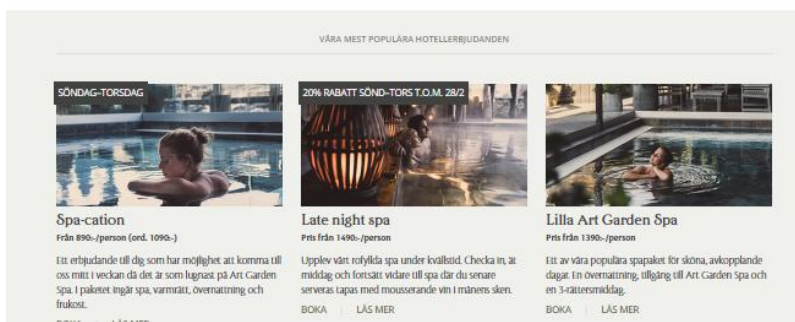 VÅRA MEST POPULÄRA HOTELLERBJUDANDEN
SÖNDAG–TORSDAG
Spa-cation
Från 890:-/person (ord. 1090:-)
Ett erbjudande till dig som har möjlighet att komma till
oss mitt i veckan då det är som lugnast på Art Garden
Spa. I paketet ingår spa, varmrätt, övernattning och
frukost.
BOKA LÄS MER
20% RABATT SÖND–TORS T.O.M. 28/2
Late night spa
Pris från 1490:-/person
Upplev vårt rofyllda spa under kvällstid. Checka in, ät
middag och fortsätt vidare till spa där du senare
serveras tapas med mousserande vin i månens sken.
BOKA | LÄS MER
Lilla Art Garden Spa
Pris från 1390:-/person
Ett av våra populära spapaket för sköna, avkopplande
dagar. En övernattning, tillgång till Art Garden Spa och
en 3-rättersmiddag.
BOKA | LÄS MER